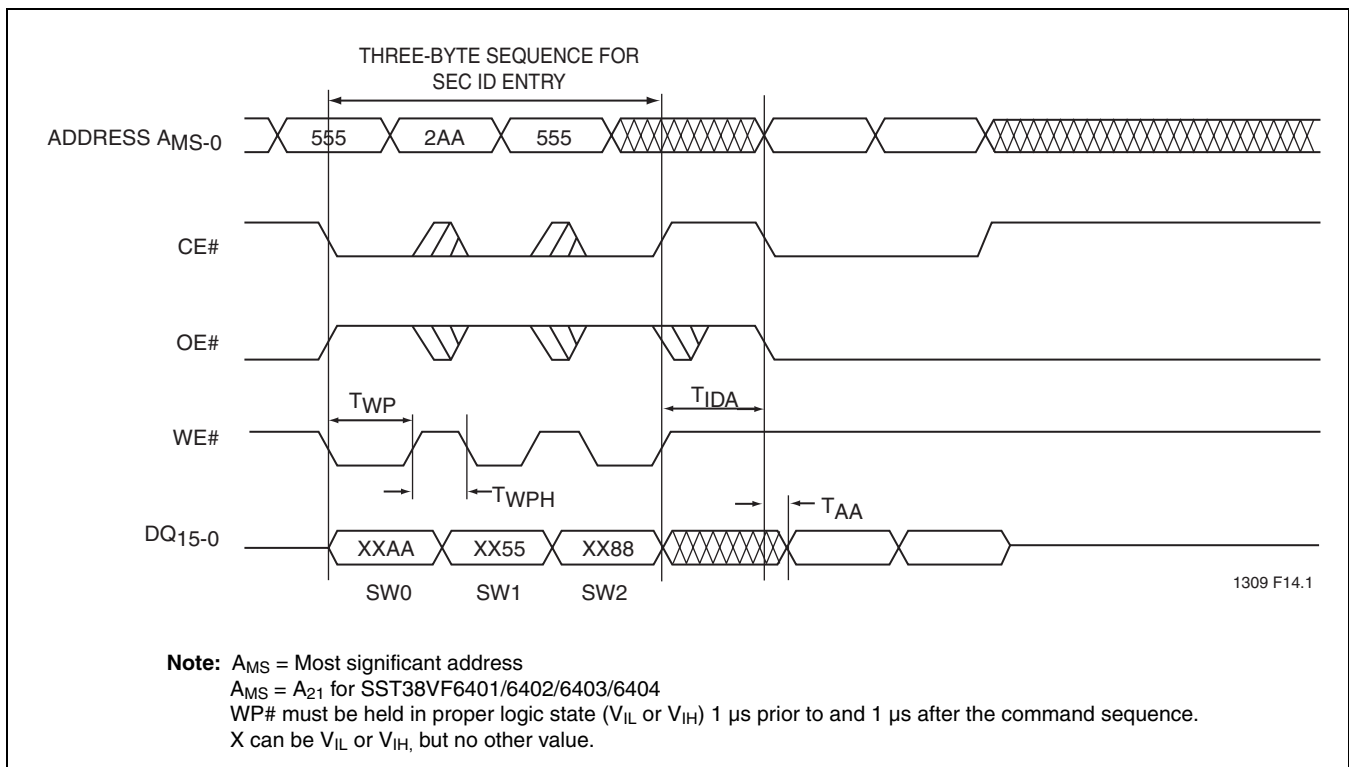 THREE-BYTE SEQUENCE FOR
SEC ID ENTRY
ADDRESS AMS-0
555
2AA
555
CE#
OE#
TWP
TIDA
WE#
TWPH
TAA
DQ15-0
XXAA
XX55
XX88
SW0
SW1
SW2
1309 F14.1
Note: AMS = Most significant address
AMS = A21 for SST38VF6401/6402/6403/6404
WP# must be held in proper logic state (VIL or VIH) 1 µs prior to and 1 µs after the command sequence.
X can be VIL or VIH, but no other value.